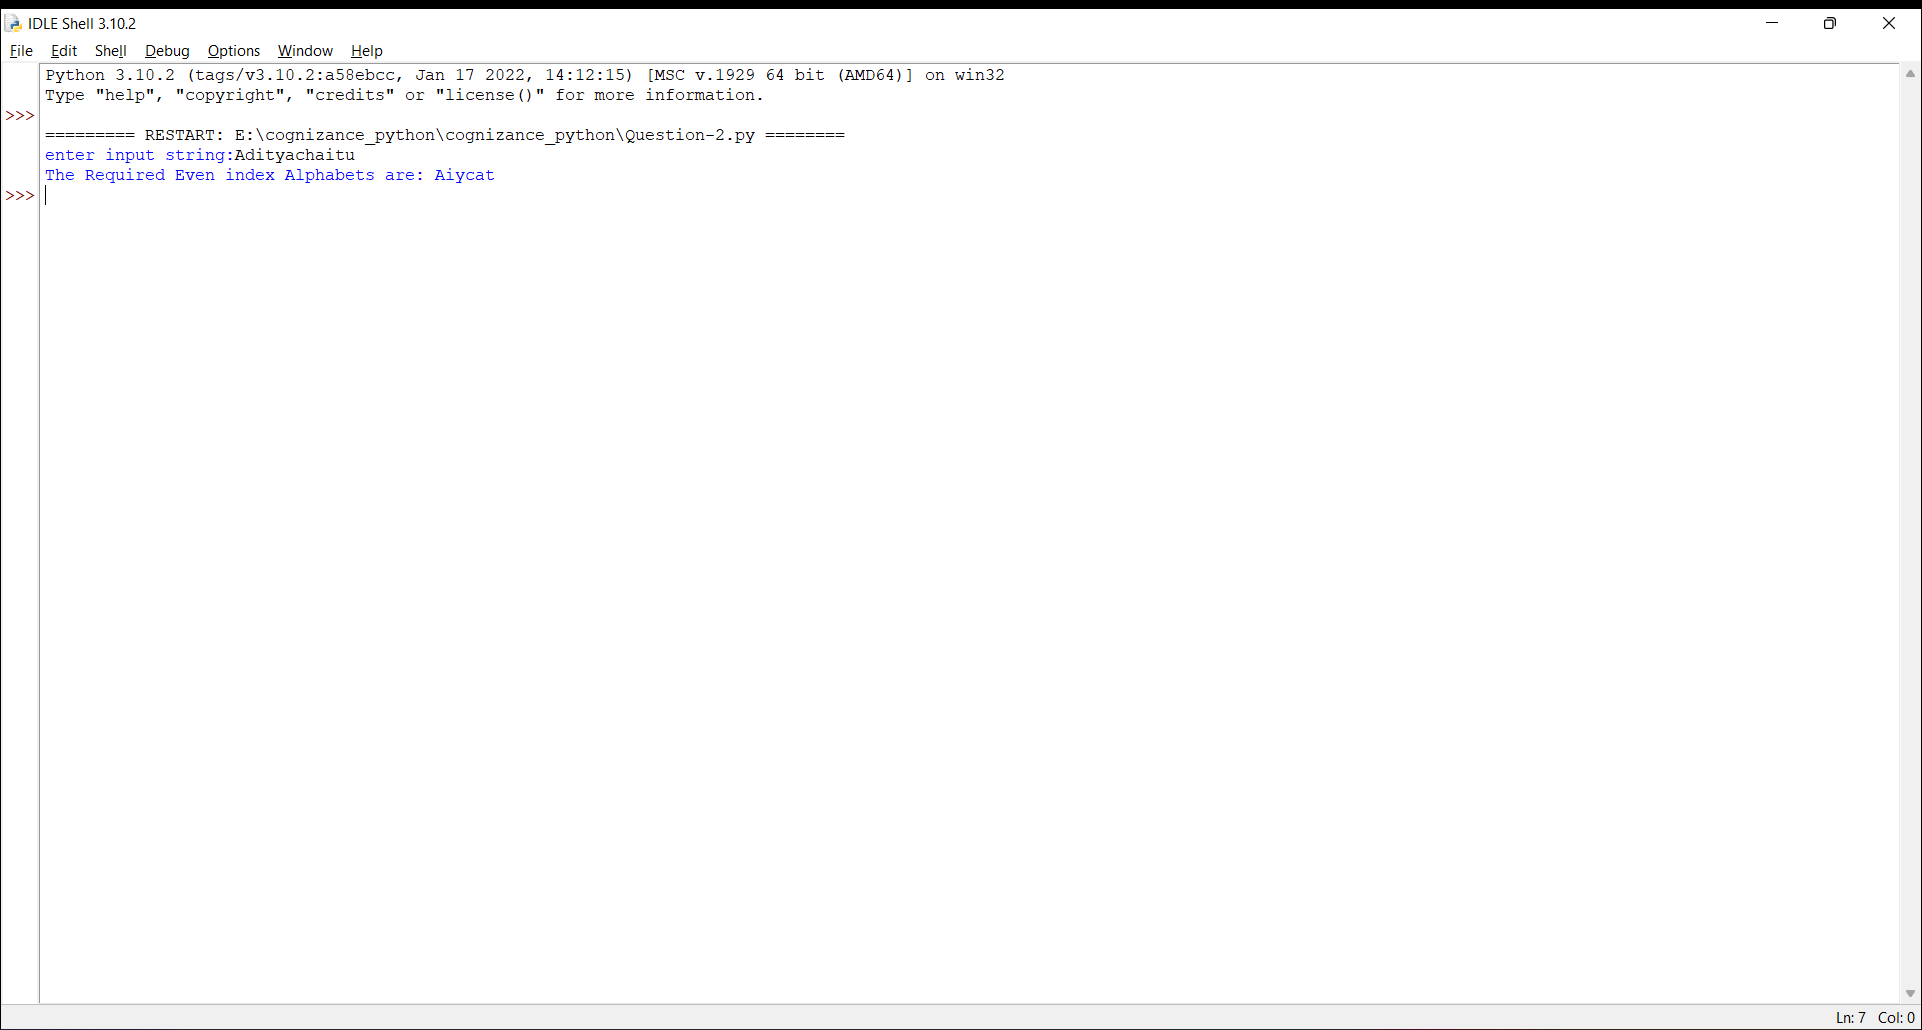 IDLE Shell 3.10.2
File Edit Shell Debug Options Window Help
Python 3.10.2 (tags/v3.10.2:a58ebcc, Jan 17 2022, 14:12:15) [MSC v.1929 64 bit (AMD64)] on win32
Type "help", "copyright", "credits" or "license()" for more information.
>>>
========= RESTART: E:\cognizance_python\cognizance_python\Question-2.py ========
enter input string:Adityachaitu
The Required Even index Alphabets are: Aiycat
>>>
Ln: 7 Col: 0